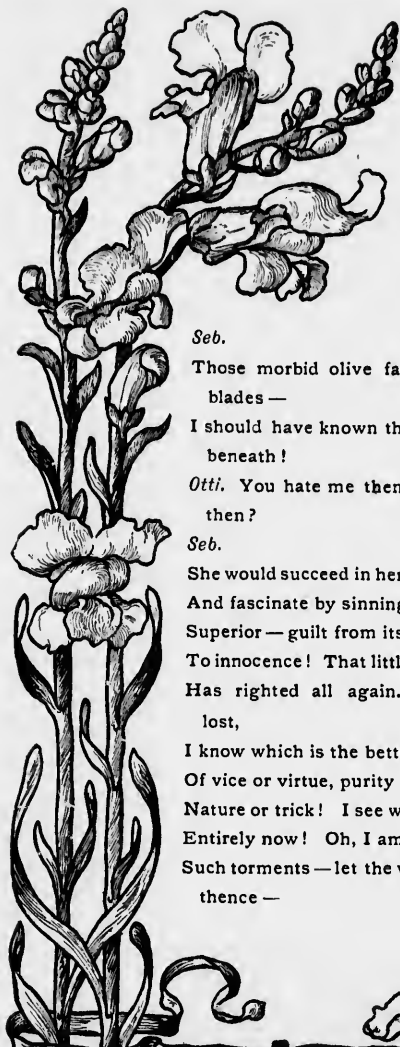 Seb.
Those morbid olive fa
blades —
I should have known th
beneath !
Otti. You hate me then
then ?
Seb.
She would succeed in her
And fascinate by sinning
Superior — guilt from its
To innocence ! That littl
Has righted all again.
lost,
I know which is the bett
Of vice or virtue, purity
Nature or trick ! I see w
Entirely now ! Oh, I am
Such torments — let the w
thence —